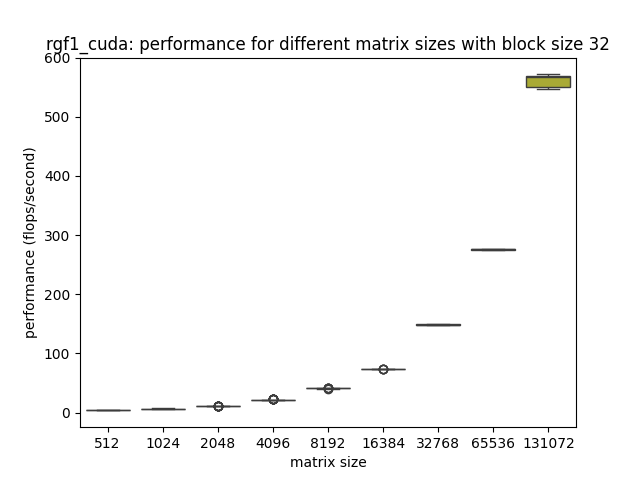 rgf1_cuda: performance for different matrix sizes with block size 32
600
500
400
300
200
100
0
performance (flops/second)
512 1024 2048 4096 8192 16384 32768 65536 131072
matrix size